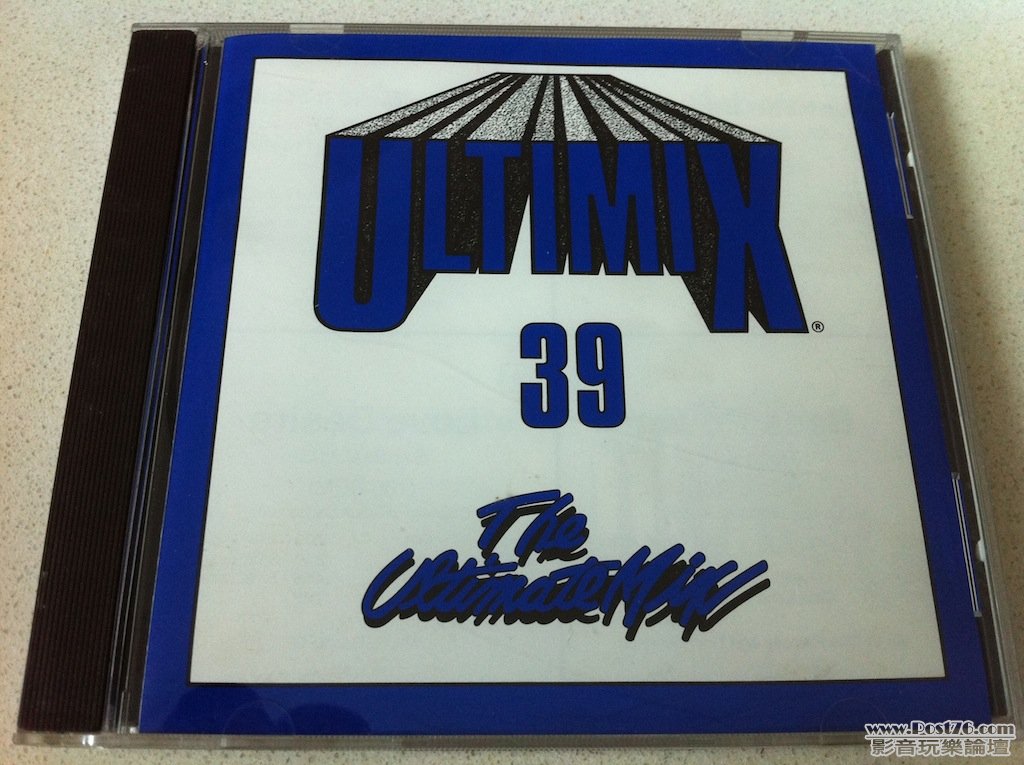 ULTIMIX®
39
The
Ultimate Mix
www.Post76.com
影音玩樂論壇